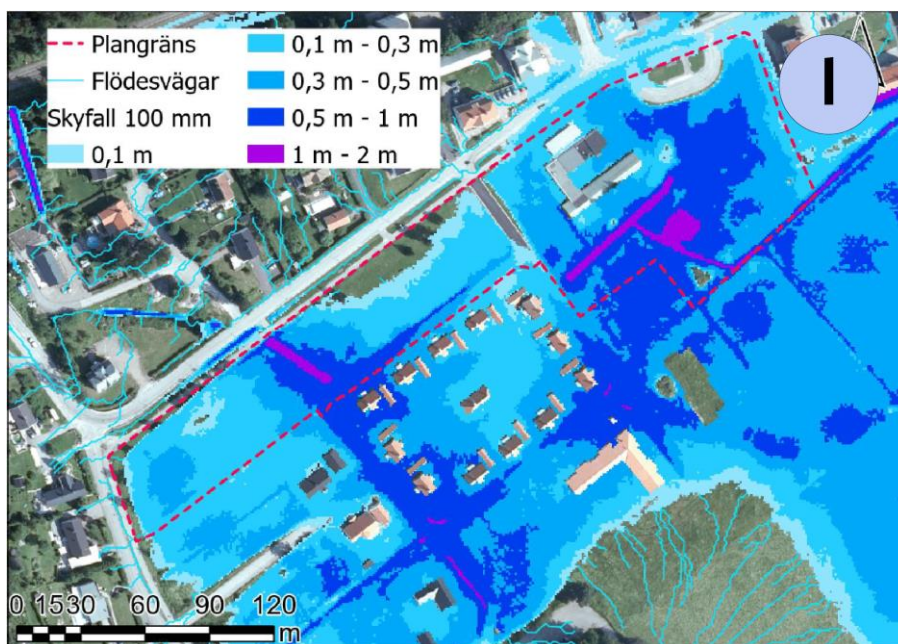 Plangräns
Flödesvägar
Skyfall 100 mm
0,1 m
0,1 m - 0,3 m
0,3 m - 0,5 m
0,5 m - 1 m
1 m - 2 m
I
0 15 30 60 90 120
m